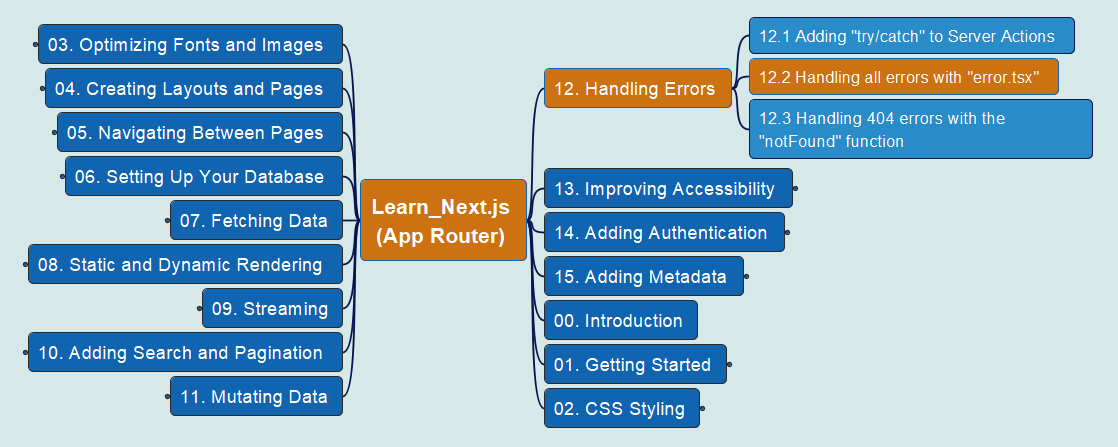 03. Optimizing Fonts and Images
04. Creating Layouts and Pages
05. Navigating Between Pages
06. Setting Up Your Database
07. Fetching Data
08. Static and Dynamic Rendering
09. Streaming
10. Adding Search and Pagination
11. Mutating Data
Learn_Next.js
(App Router)
12. Handling Errors
12.1 Adding "try/catch" to Server Actions
12.2 Handling all errors with "error.tsx"
12.3 Handling 404 errors with the
"notFound" function
13. Improving Accessibility
14. Adding Authentication
15. Adding Metadata
00. Introduction
01. Getting Started
02. CSS Styling